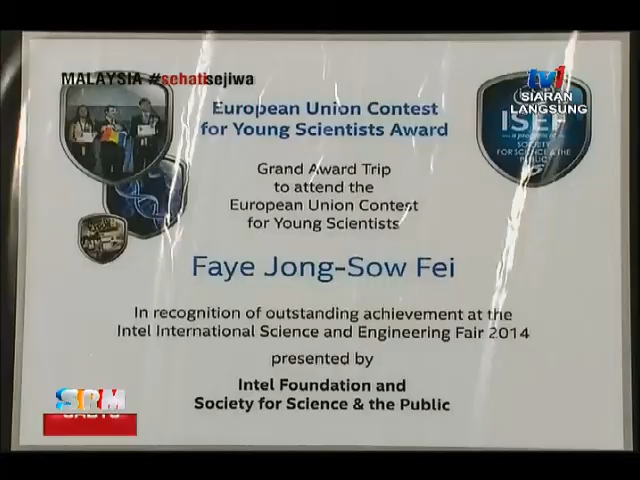 MALAYSIA #sehatisejiwa
tv1
SIARAN
LANGSUNG
European Union Contest
for Young Scientists Award
ISEF
a program of
SOCIETY
FOR SCIENCE & THE
PUBLIC
Grand Award Trip
to attend the
European Union Contest
for Young Scientists
Faye Jong-Sow Fei
In recognition of outstanding achievement at the
Intel International Science and Engineering Fair 2014
presented by
Intel Foundation and
Society for Science & the Public
SPM